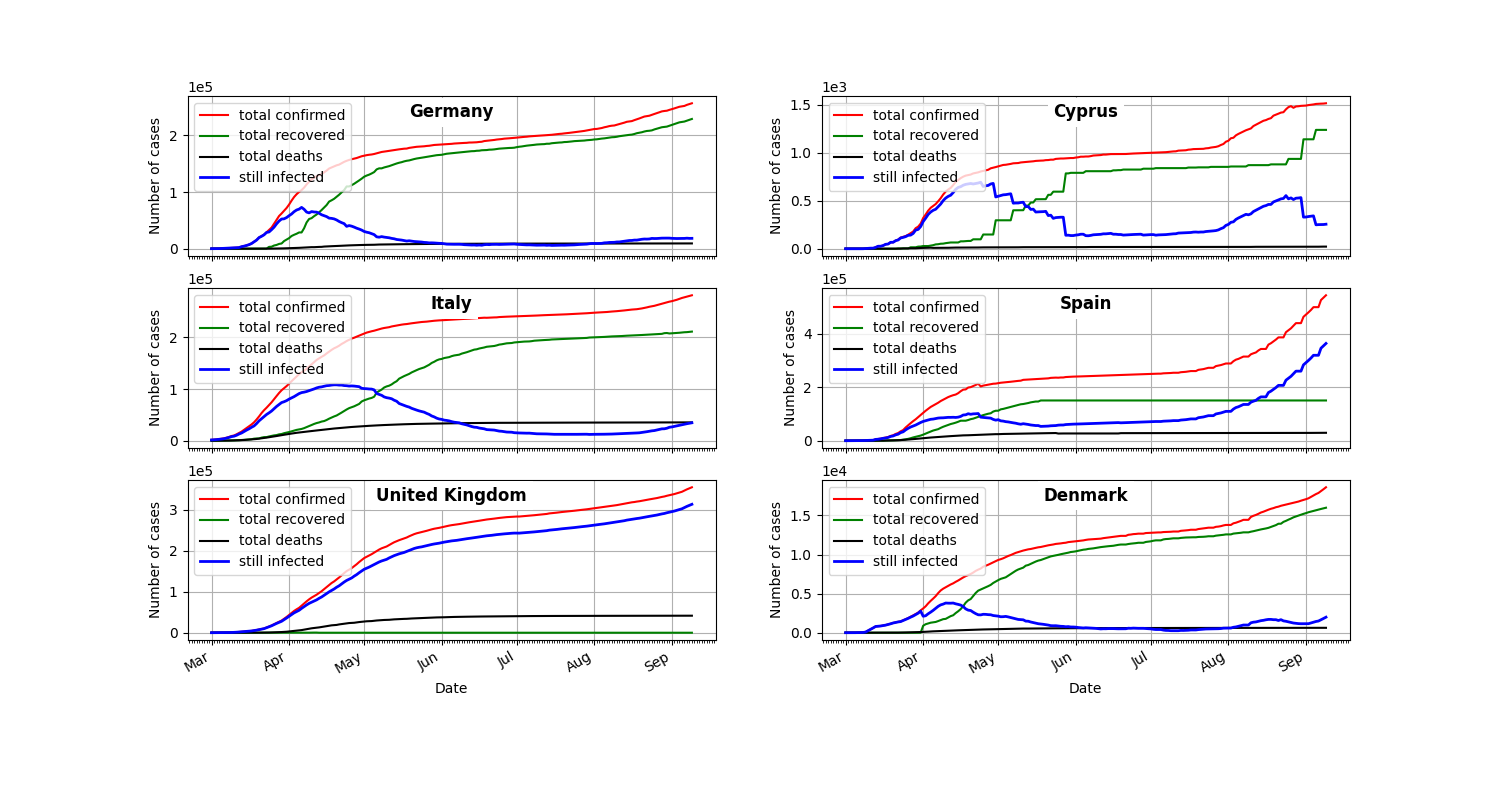 1e5
Germany
Number of cases
total confirmed
total recovered
total deaths
still infected
2
1
0
1e3
Cyprus
Number of cases
total confirmed
total recovered
total deaths
still infected
1.5
1.0
0.5
0.0
1e5
Italy
Number of cases
total confirmed
total recovered
total deaths
still infected
2
1
0
1e5
Spain
Number of cases
total confirmed
total recovered
total deaths
still infected
4
2
0
1e5
United Kingdom
Number of cases
total confirmed
total recovered
total deaths
still infected
3
2
1
0
Mar Apr May Jun Jul Aug Sep
Date
1e4
Denmark
Number of cases
total confirmed
total recovered
total deaths
still infected
1.5
1.0
0.5
0.0
Mar Apr May Jun Jul Aug Sep
Date